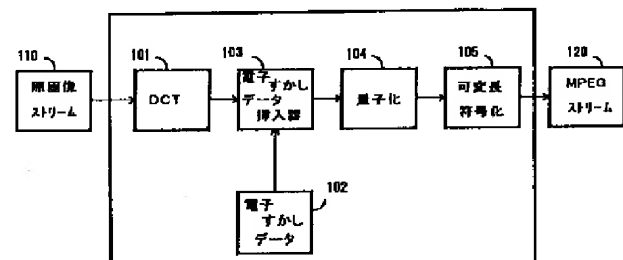 110
原画像
ストリーム
101
DCT
103
電子
すかし
データ
挿入器
104
量子化
105
可変長
符号化
120
MPEG
ストリーム
102
電子
すかし
データ